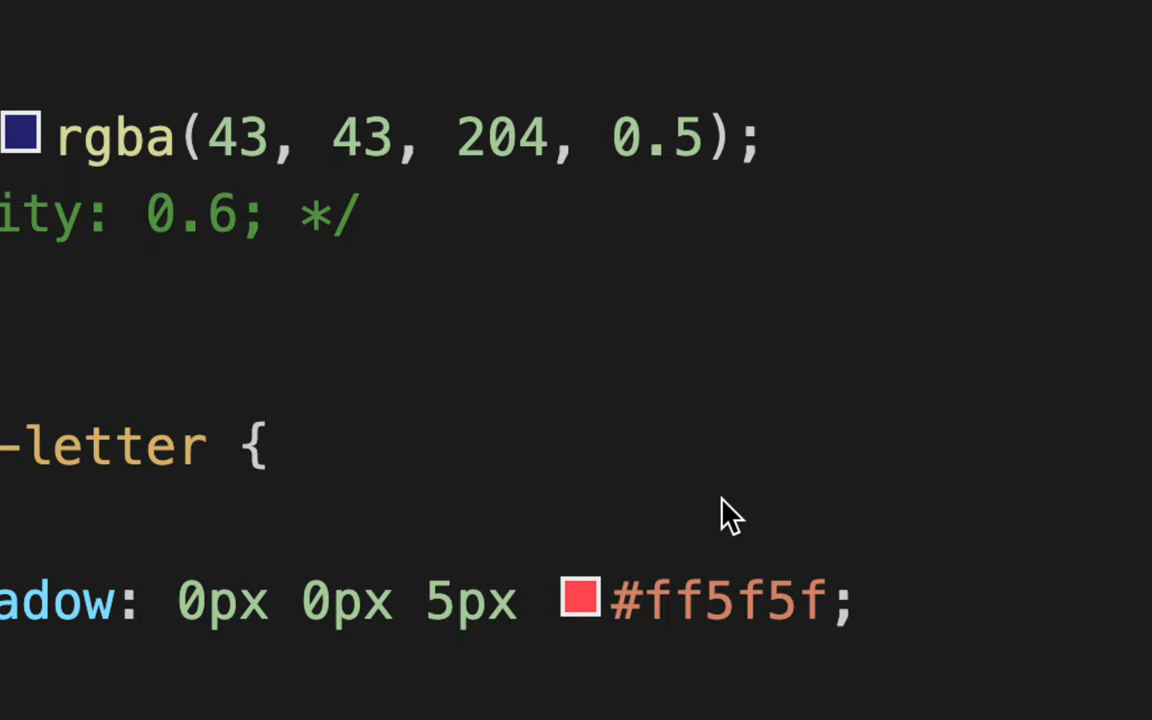 rgba(43, 43, 204, 0.5);
ity: 0.6; */
-letter {
adow: 0px 0px 5px #ff5f5f;